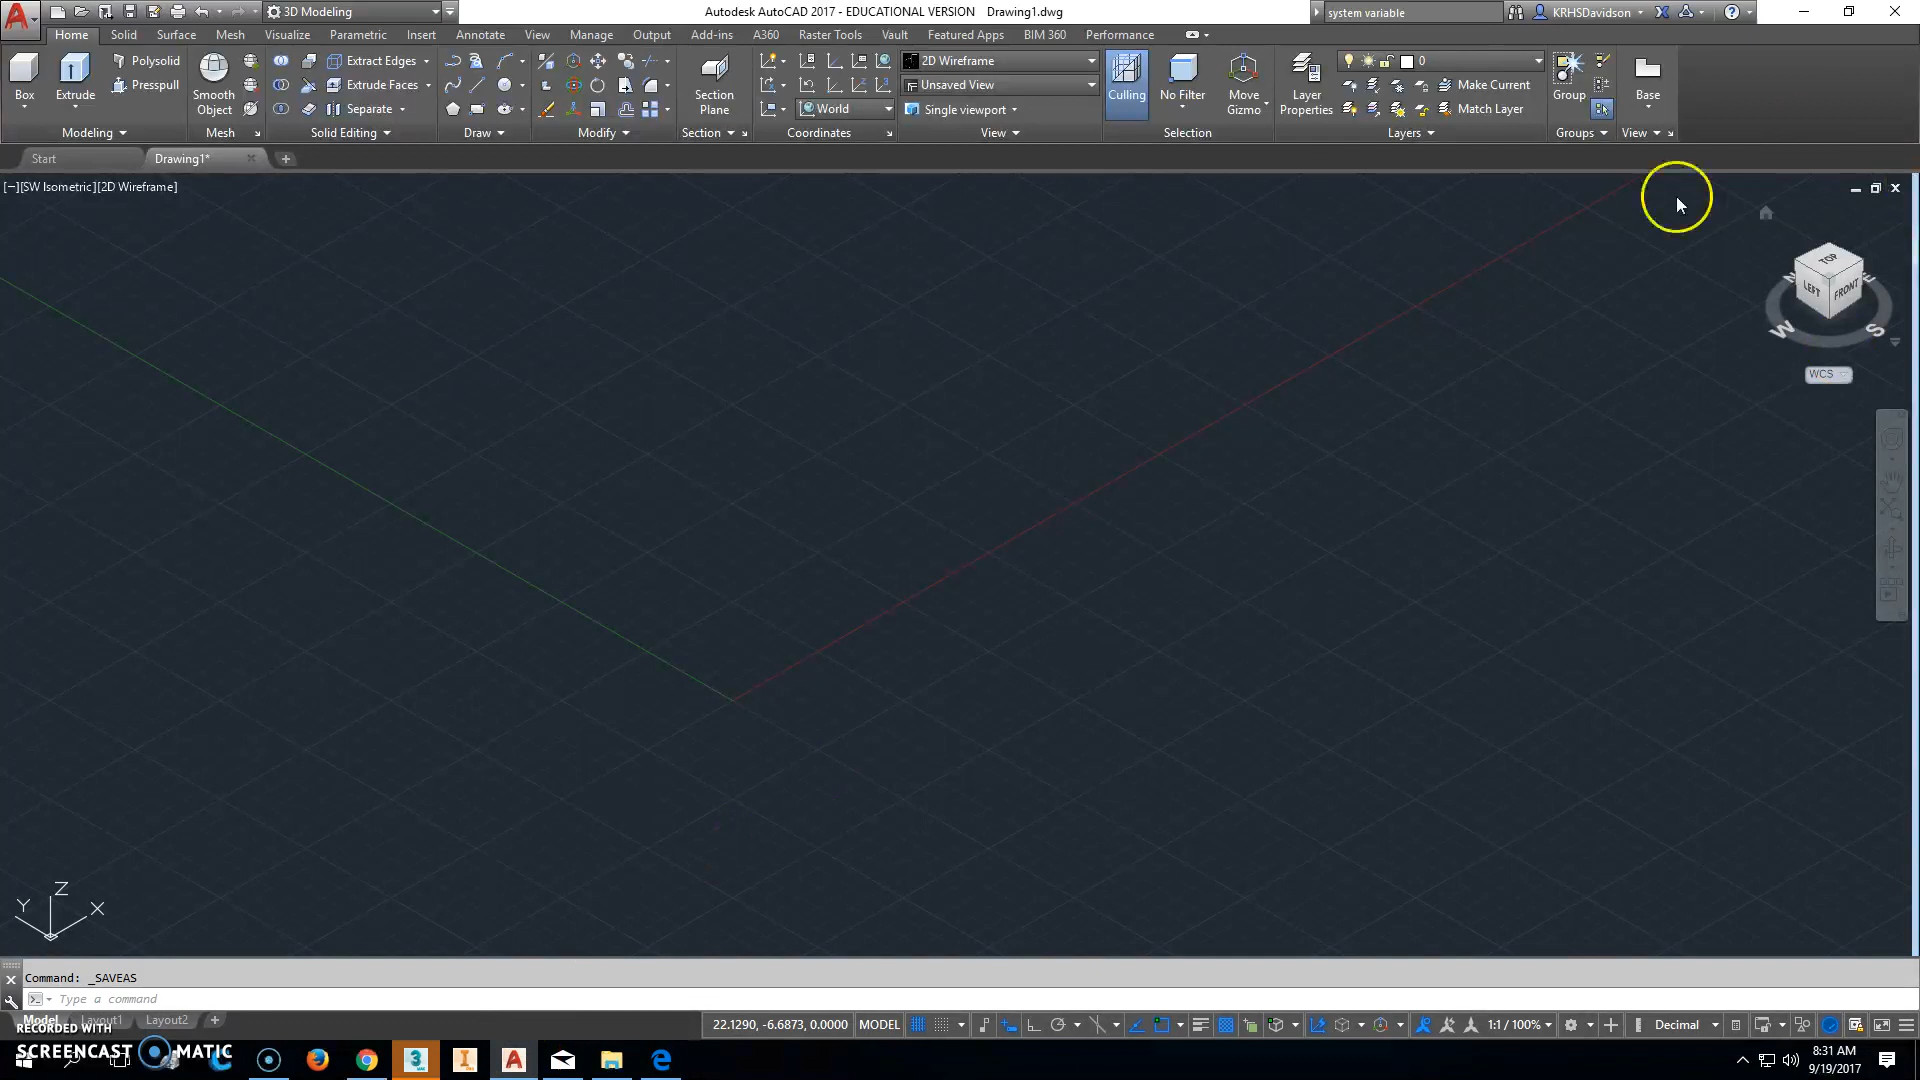 3D Modeling
Autodesk AutoCAD 2017 - EDUCATIONAL VERSION Drawing1.dwg
system variable
KRHSDavidson
Home Solid Surface Mesh Visualize Parametric Insert Annotate View Manage Output Add-ins A360 Raster Tools Vault Featured Apps BIM 360 Performance
Box
Extrude
Polysolid
Presspull
Modeling
Smooth Object
Mesh
Extract Edges
Extrude Faces
Separate
Solid Editing
Draw
Modify
Section Plane
Section
World
Coordinates
2D Wireframe
Unsaved View
Single viewport
View
Culling
No Filter
Move Gizmo
Selection
Layer Properties
0
Make Current
Match Layer
Layers
Group
Groups
Base
View
Start
Drawing1*
[−][SW Isometric][2D Wireframe]
TOP
LEFT
FRONT
N
E
W
S
WCS
Z
Y
X
Command: _SAVEAS
Type a command
Model Layout1 Layout2
22.1290, -6.6873, 0.0000 MODEL
1:1 / 100%
Decimal
RECORDED WITH
SCREENCAST MATIC
8:31 AM
9/19/2017